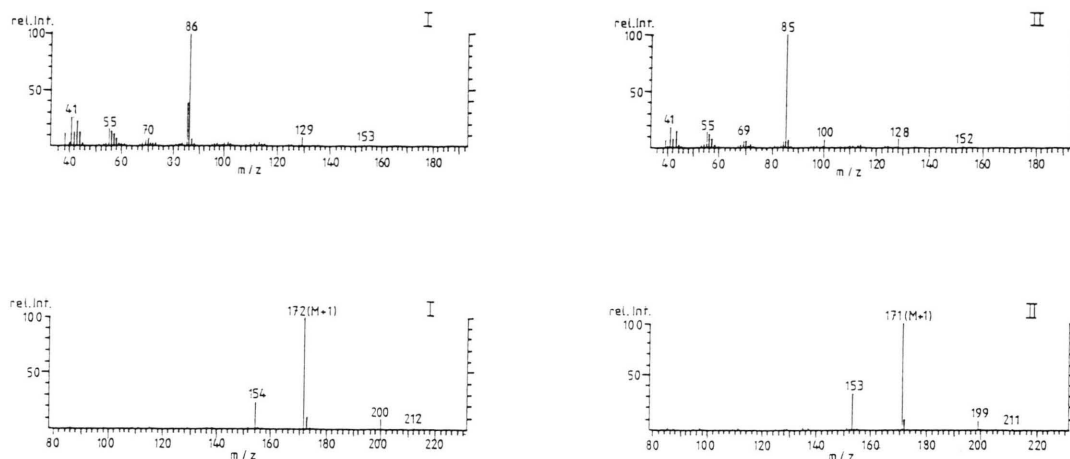 rel.Int.
I
100
86
50
41
55
70
129
153
40 60 30 100 120 140 160 180
m / z
rel.Int.
II
100
85
50
41
55
69
100
128
152
40 60 80 100 120 140 160 180
m / z
rel.Int.
I
100
172(M+1)
50
154
200
212
80 100 120 140 160 180 200 220
m / z
rel.Int.
II
100
171(M+1)
50
153
199
211
80 100 120 140 160 180 200 220
m / z